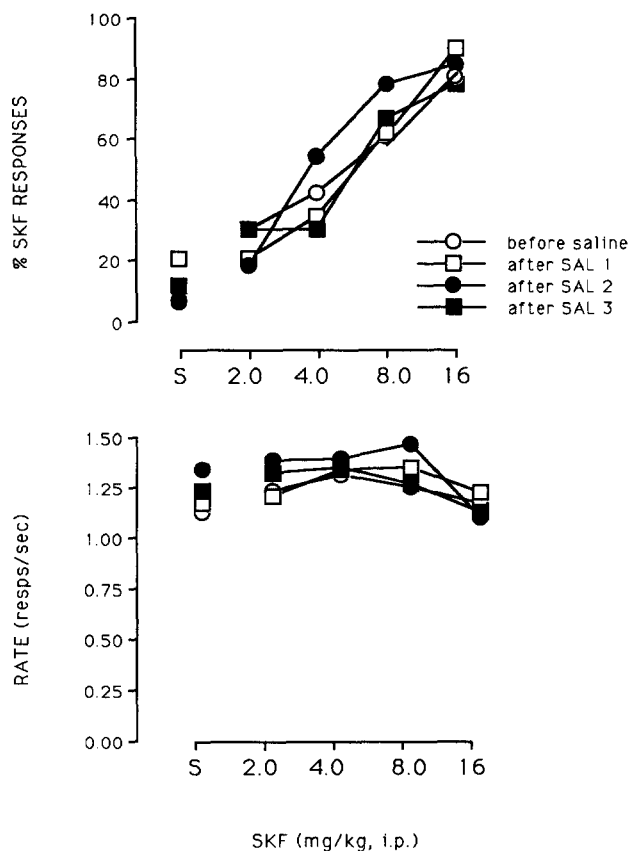 100
80
60
40
20
0
% SKF RESPONSES
before saline
after SAL 1
after SAL 2
after SAL 3
S 2.0 4.0 8.0 16
1.50
1.25
1.00
0.75
0.50
0.25
0.00
RATE (resps/sec)
S 2.0 4.0 8.0 16
SKF (mg/kg, i.p.)